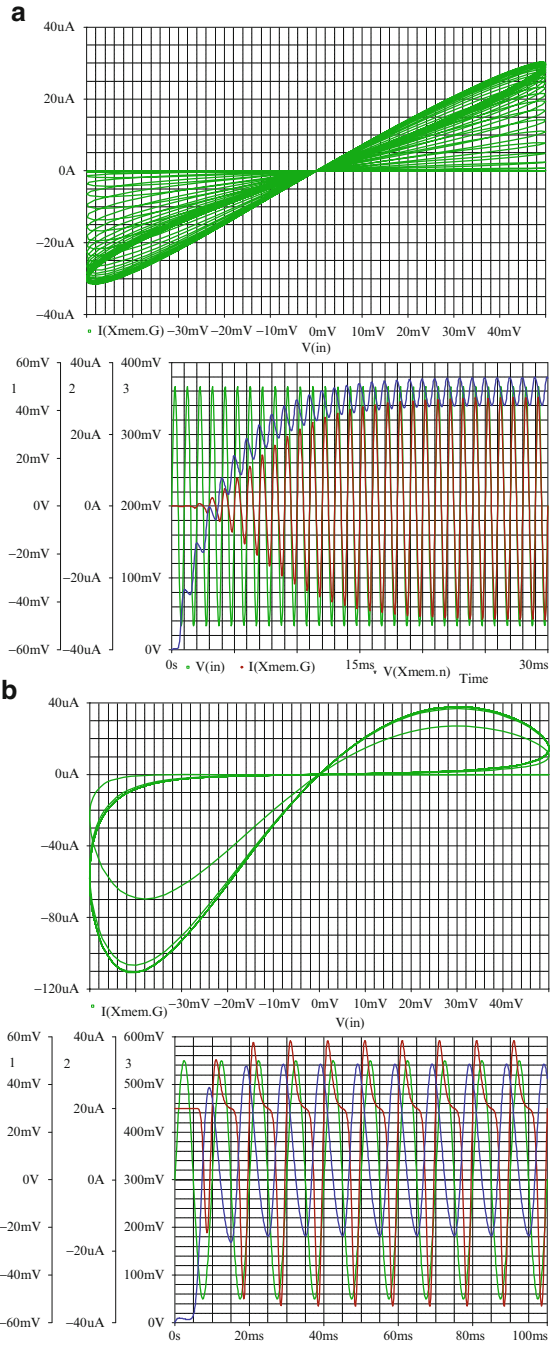 a
40uA
20uA
0A
−20uA
−40uA
I(Xmem.G) −30mV −20mV −10mV 0mV 10mV 20mV 30mV 40mV
V(in)
60mV 40uA 400mV
1 2 3
40mV
20uA 300mV
20mV
0V 0A 200mV
−20mV
−20uA 100mV
−40mV
−60mV −40uA 0V
0s 15ms 30ms
V(in) I(Xmem.G) V(Xmem.n) Time
b
40uA
0uA
−40uA
−80uA
−120uA
I(Xmem.G) −30mV −20mV −10mV 0mV 10mV 20mV 30mV 40mV
V(in)
60mV 40uA 600mV
1 2 3
40mV 500mV
20uA
20mV 400mV
0V 0A 300mV
−20mV 200mV
−20uA
−40mV 100mV
−60mV −40uA 0V
0s 20ms 40ms 60ms 80ms 100ms